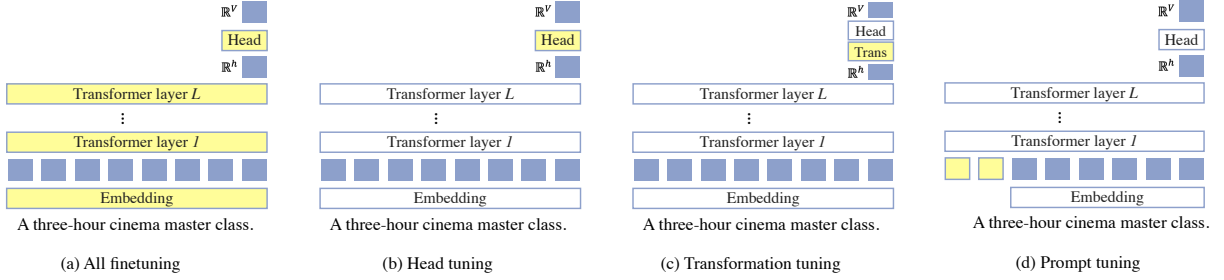 ℝ^V
Head
ℝ^h
Transformer layer L
⋮
Transformer layer 1
Embedding
A three-hour cinema master class.
(a) All finetuning
ℝ^V
Head
ℝ^h
Transformer layer L
⋮
Transformer layer 1
Embedding
A three-hour cinema master class.
(b) Head tuning
ℝ^V
Head
Trans
ℝ^h
Transformer layer L
⋮
Transformer layer 1
Embedding
A three-hour cinema master class.
(c) Transformation tuning
ℝ^V
Head
ℝ^h
Transformer layer L
⋮
Transformer layer 1
Embedding
A three-hour cinema master class.
(d) Prompt tuning